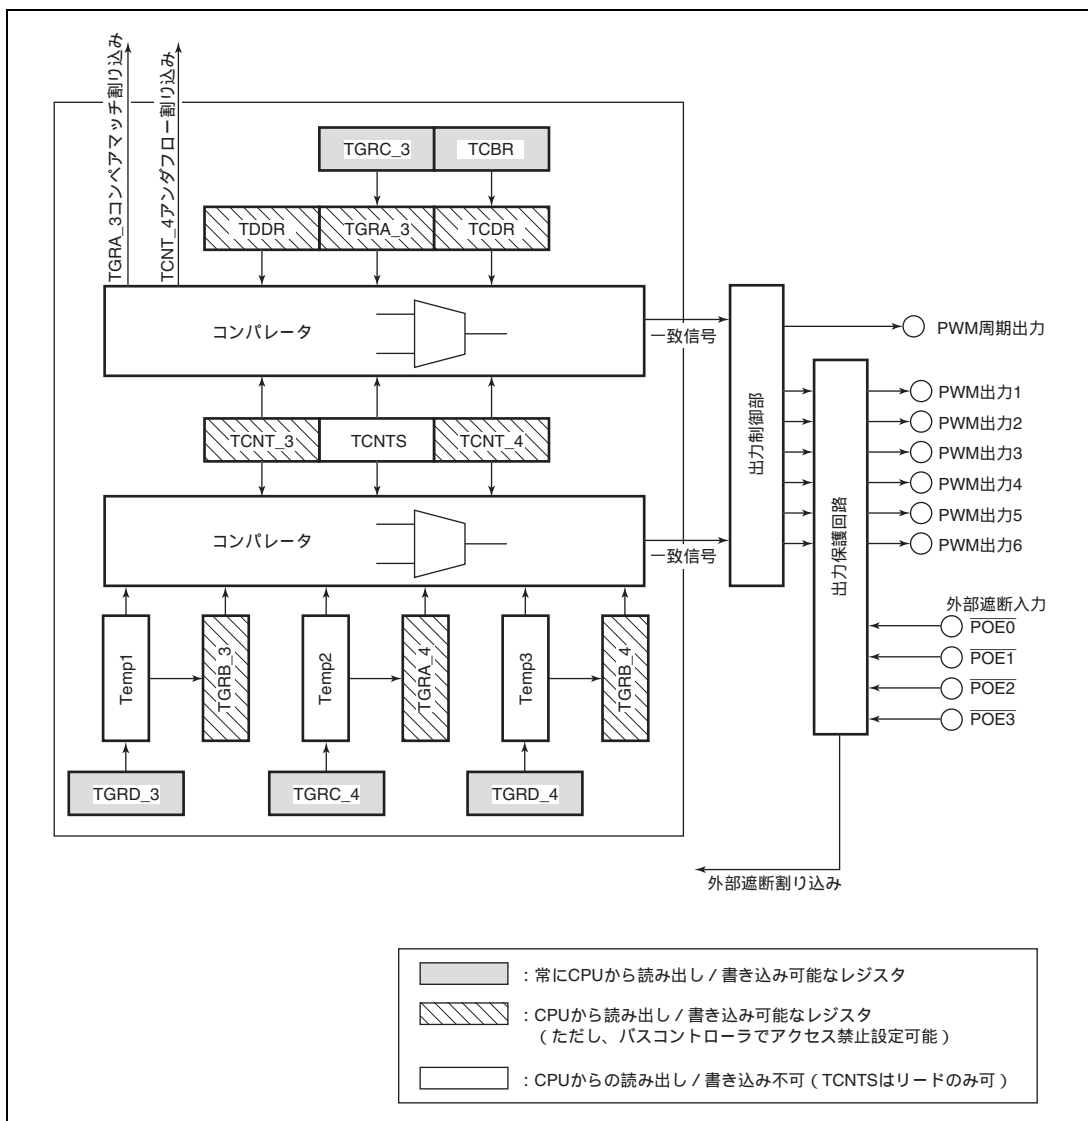 TGRA_3コンペアマッチ割り込み
TCNT_4アンダフロー割り込み
TGRC_3
TCBR
TDDR
TGRA_3
TCDR
コンパレータ
一致信号
PWM周期出力
出力制御部
出力保護回路
PWM出力1
PWM出力2
PWM出力3
PWM出力4
PWM出力5
PWM出力6
TCNT_3
TCNTS
TCNT_4
コンパレータ
一致信号
外部遮断入力
POE0
POE1
POE2
POE3
Temp1
TGRB_3
Temp2
TGRA_4
Temp3
TGRB_4
TGRD_3
TGRC_4
TGRD_4
外部遮断割り込み
:常にCPUから読み出し / 書き込み可能なレジスタ
:CPUから読み出し / 書き込み可能なレジスタ
(ただし、バスコントローラでアクセス禁止設定可能)
:CPUからの読み出し / 書き込み不可(TCNTSはリードのみ可)